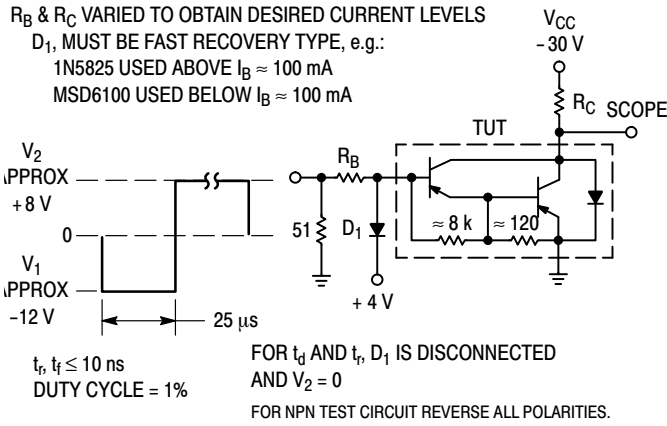 R_B & R_C VARIED TO OBTAIN DESIRED CURRENT LEVELS
D_1, MUST BE FAST RECOVERY TYPE, e.g.:
1N5825 USED ABOVE I_B ≈ 100 mA
MSD6100 USED BELOW I_B ≈ 100 mA
V_CC
- 30 V
R_C SCOPE
TUT
V_2
APPROX
+8 V
0
V_1
APPROX
-12 V
R_B
51
D_1
≈ 8 k
≈ 120
+ 4 V
25 μs
t_r, t_f ≤ 10 ns
DUTY CYCLE = 1%
FOR t_d AND t_r, D_1 IS DISCONNECTED
AND V_2 = 0
FOR NPN TEST CIRCUIT REVERSE ALL POLARITIES.